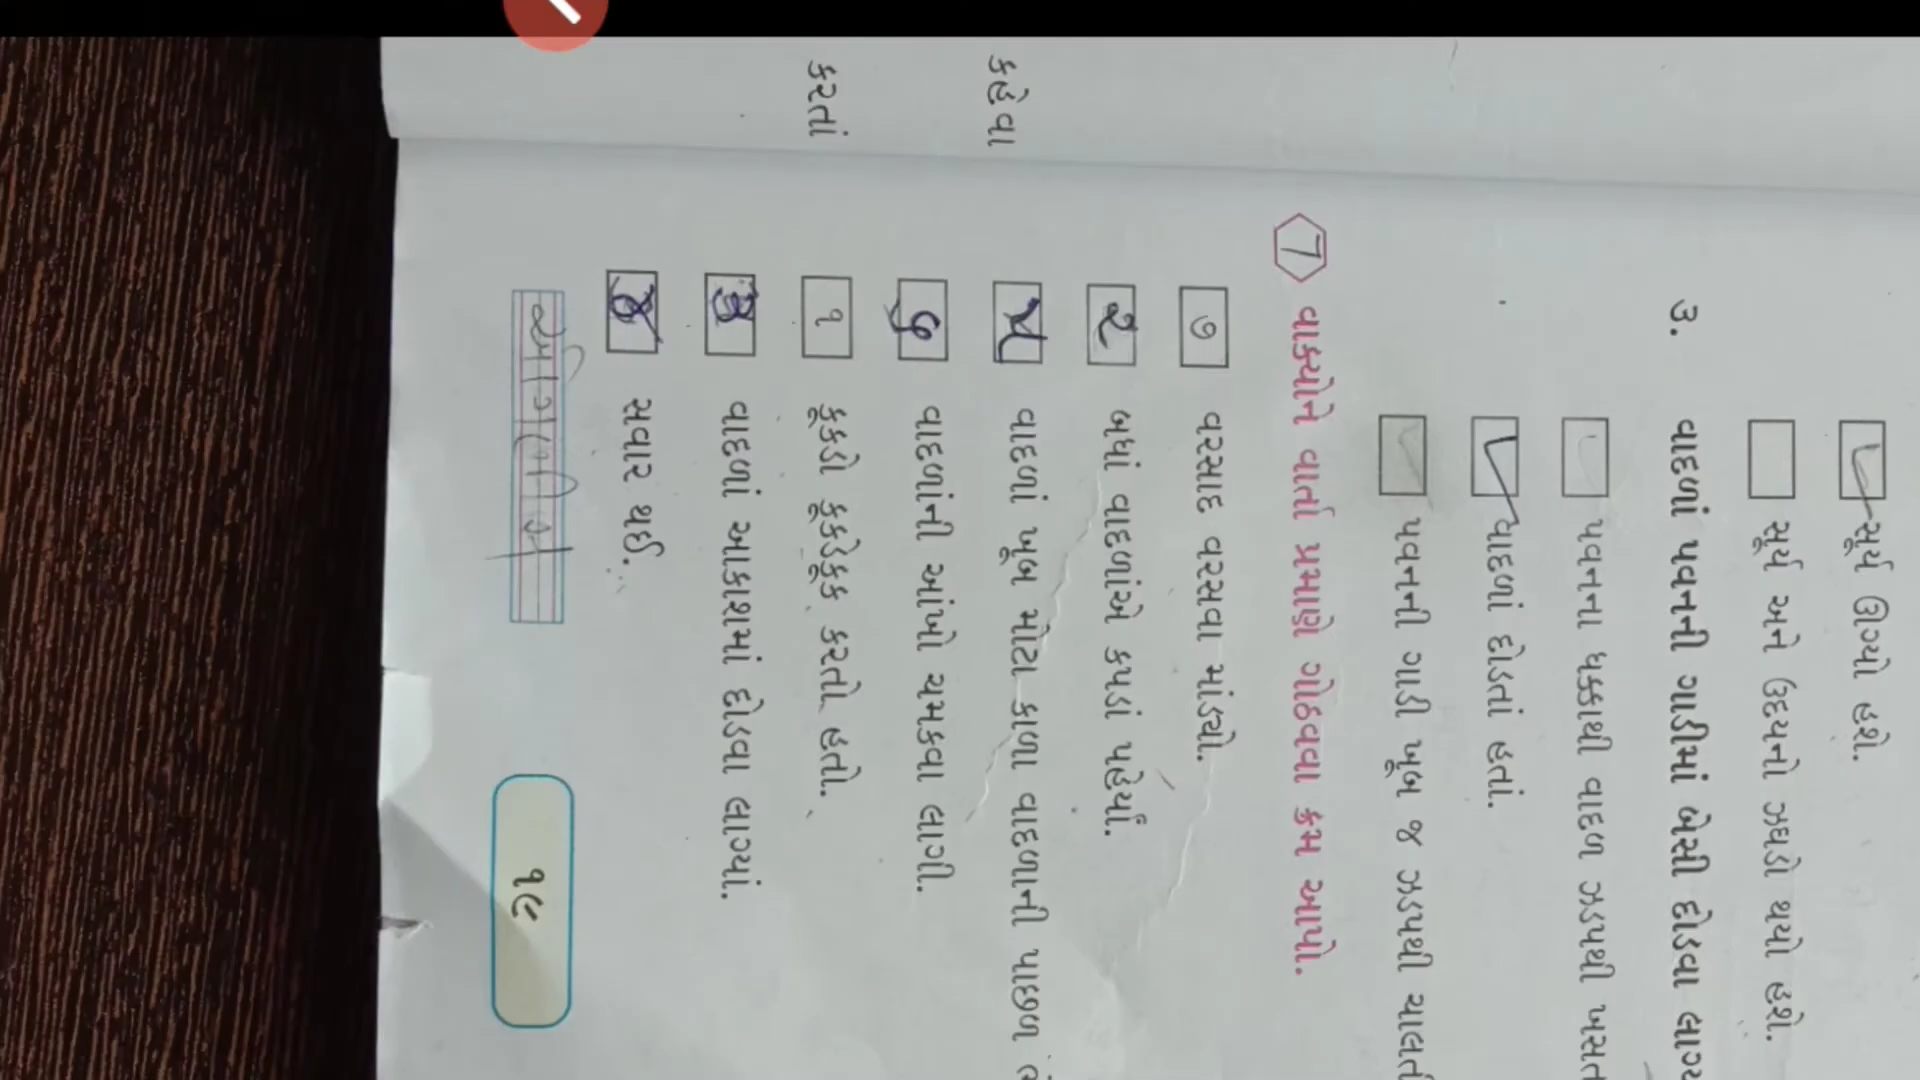 સૂર્ય ઊગ્યો હશે.
સૂર્ય અને ઉદયનો ઝઘડો થયો હશે.
૩. વાદળાં પવનની ગાડીમાં બેસી દોડવા લાગ્ય
પવનના ધક્કાથી વાદળ ઝડપથી ખસત
વાદળાં દોડતાં હતાં.
પવનની ગાડી ખૂબ જ ઝડપથી ચાલતી
7 વાક્યોને વાર્તા પ્રમાણે ગોઠવવા ક્રમ આપો.
૭ વરસાદ વરસવા માંડ્યો.
૨ બધાં વાદળાંએ કપડાં પહેર્યાં.
કહેવા
૫ વાદળાં ખૂબ મોટા કાળા વાદળાની પાછળ
૬ વાદળાંની આંખો ચમકવા લાગી.
કરતાં
૧ કૂકડો કૂકડેકૂક કરતો હતો.
૩ વાદળાં આકાશમાં દોડવા લાગ્યાં.
૪ સવાર થઈ.
૧૯